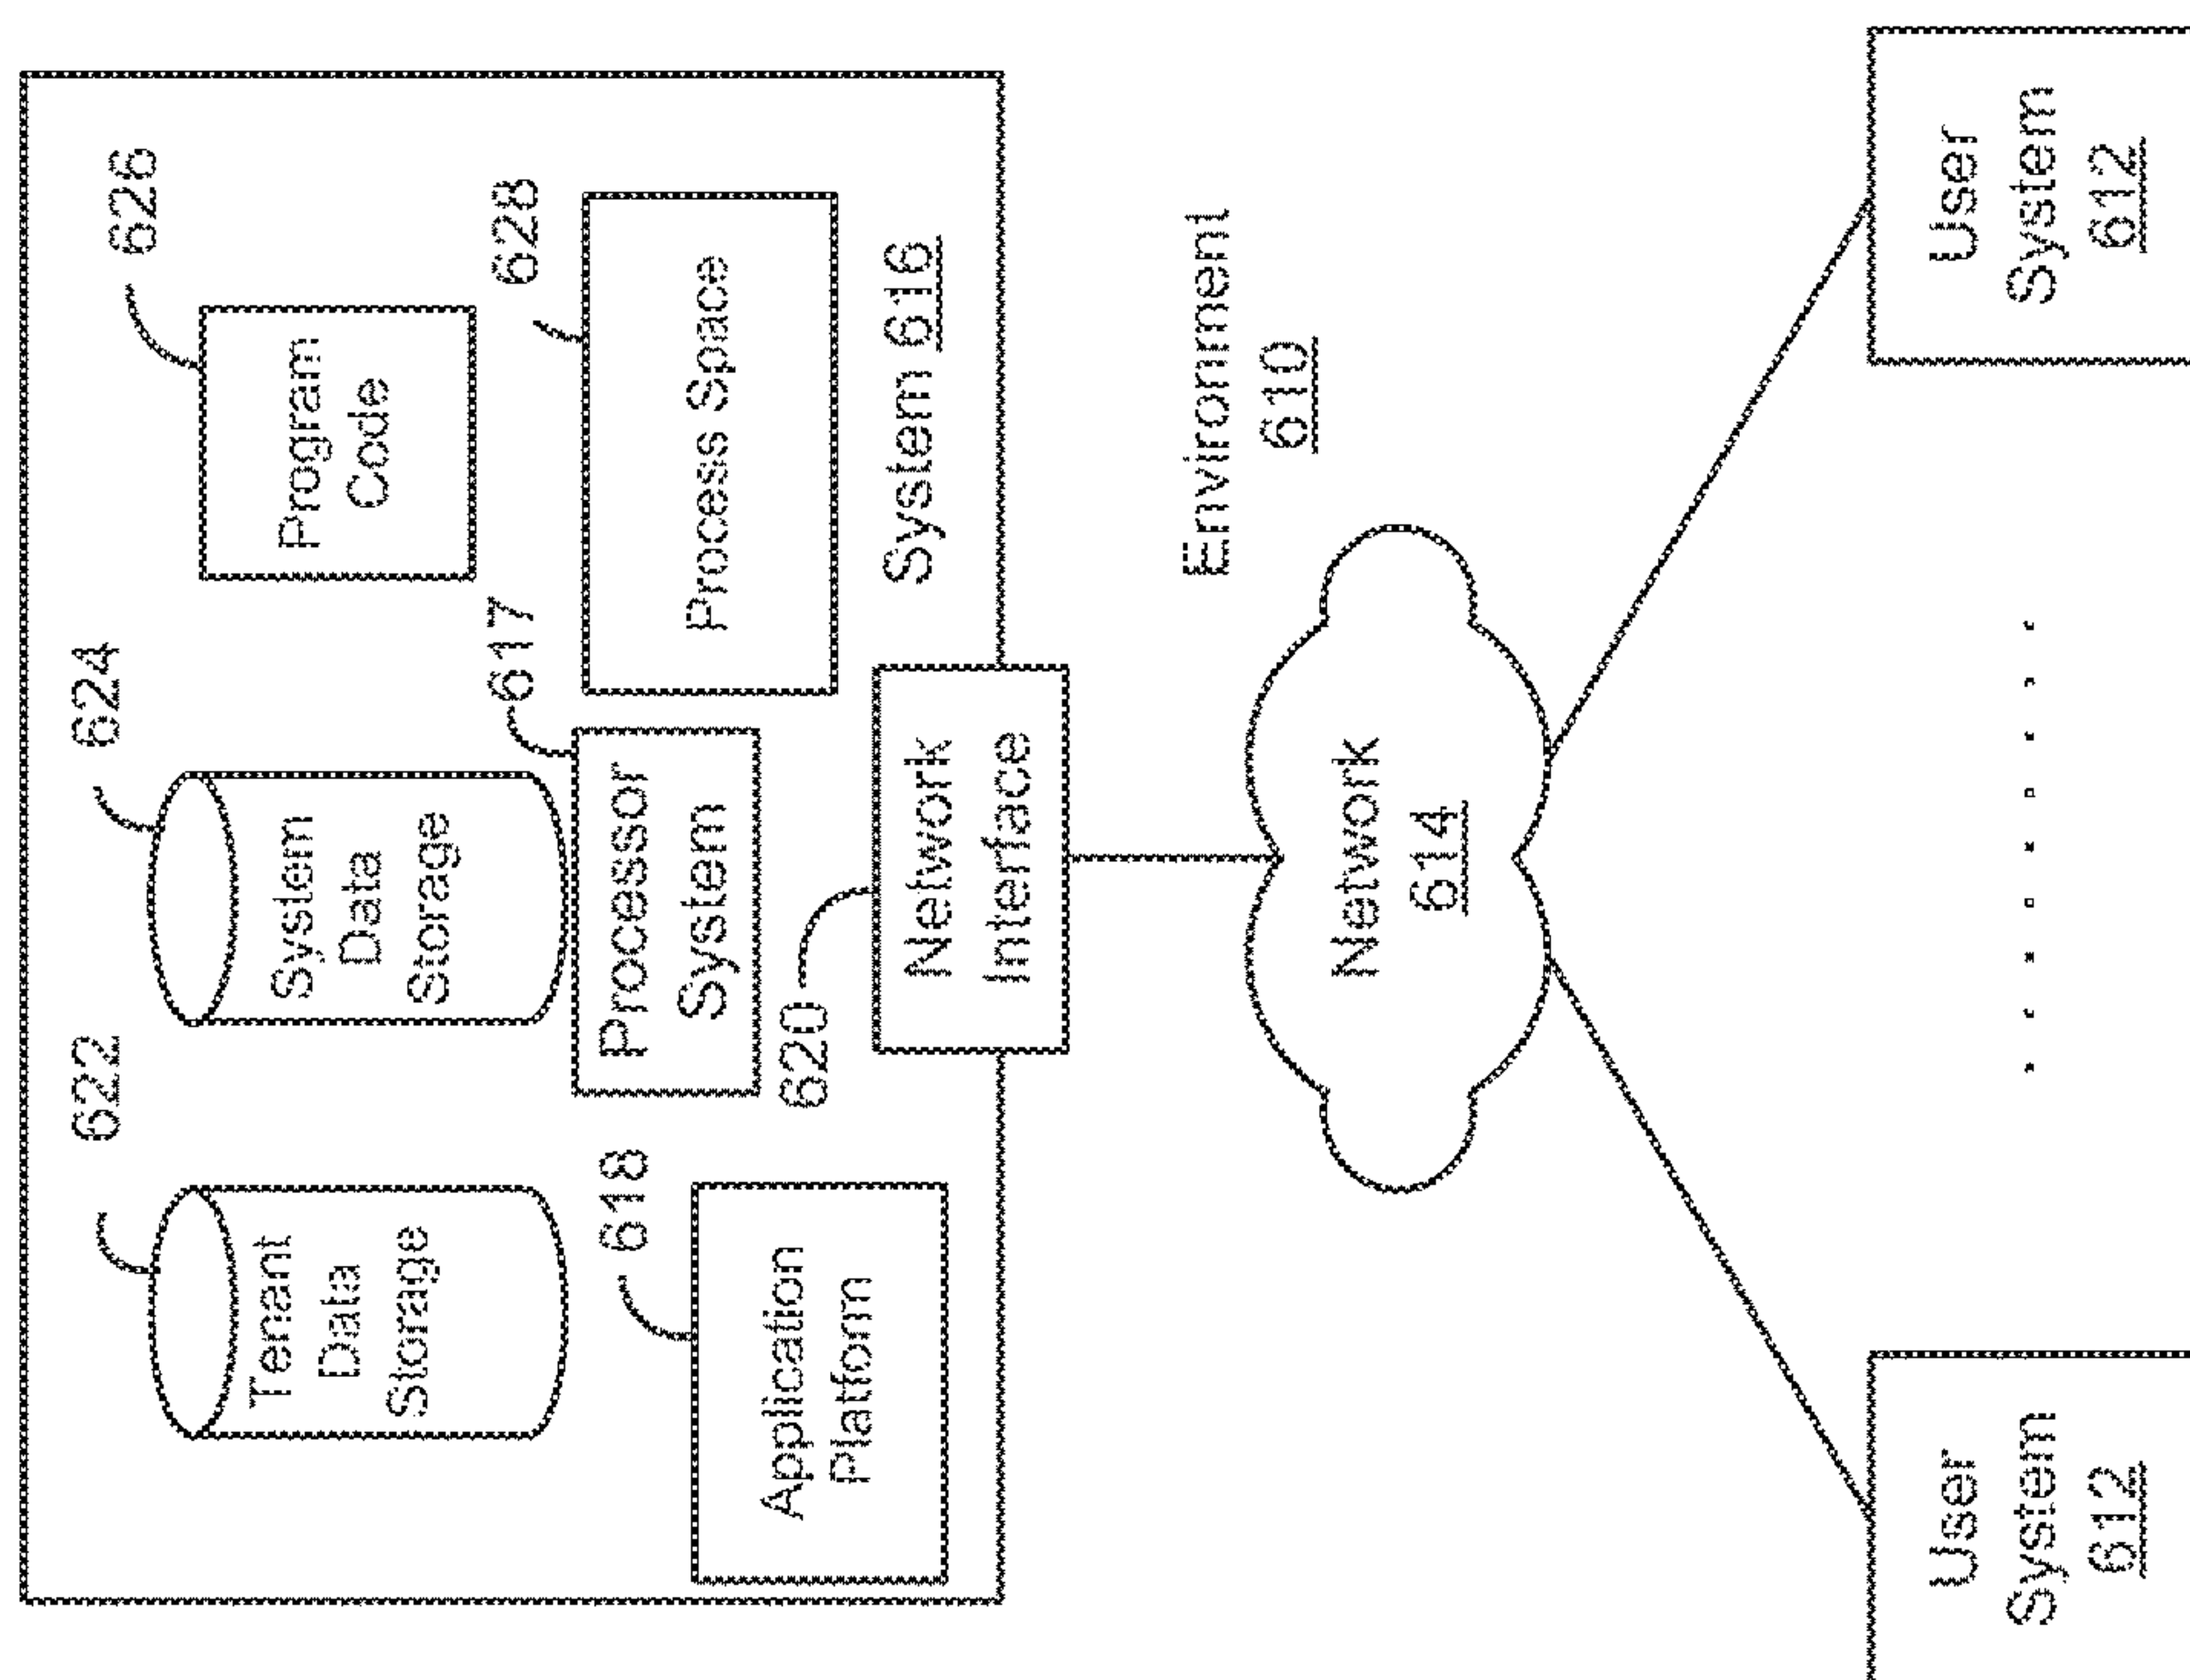 622
624
626
Tenant
Data
Storage
System
Data
Storage
Program
Code
618
617
628
Application
Platform
Processor
System
Process Space
620
Network
Interface
System 616
Environment
610
Network
614
User
System
612
User
System
612